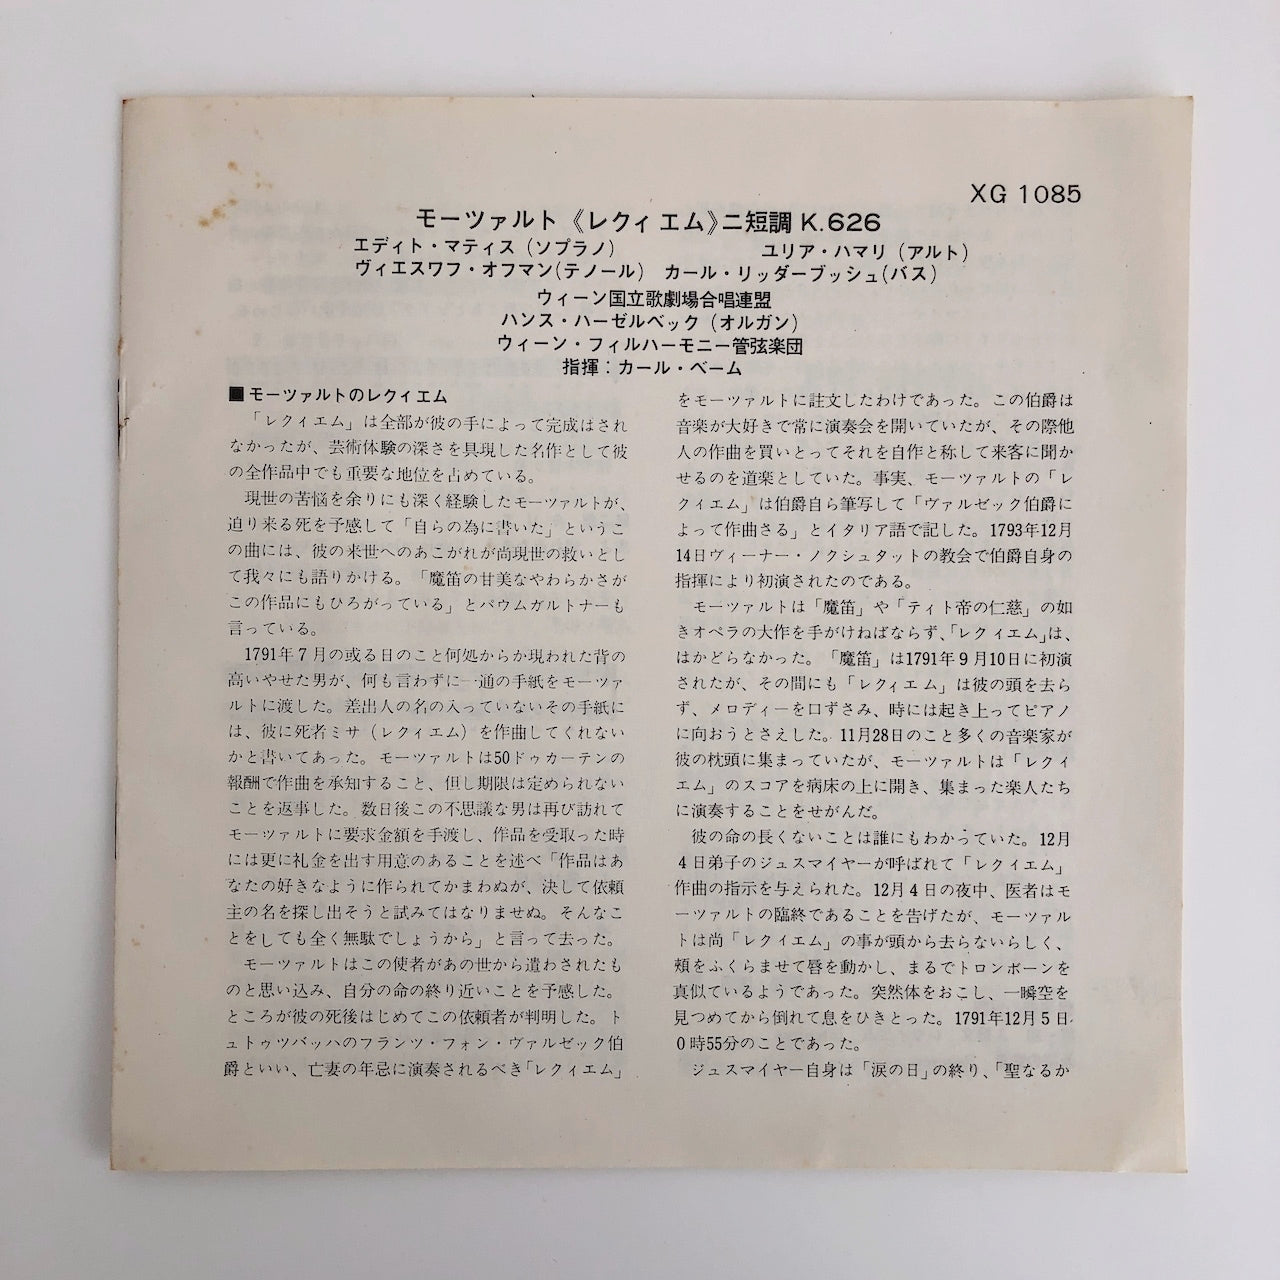 XG 1085
モーツァルト《レクィエム》ニ短調 K.626
エディト・マティス（ソプラノ） ユリア・ハマリ（アルト）
ヴィエスワフ・オフマン（テノール） カール・リッダーブッシュ（バス）
ウィーン国立歌劇場合唱連盟
ハンス・ハーゼルベック（オルガン）
ウィーン・フィルハーモニー管弦楽団
指揮：カール・ベーム
■モーツァルトのレクィエム
「レクィエム」は全部が彼の手によって完成はされ
なかったが、芸術体験の深さを具現した名作として彼
の全作品中でも重要な地位を占めている。
現世の苦悩を余りにも深く経験したモーツァルトが、
迫り来る死を予感して「自らの為に書いた」というこ
の曲には、彼の来世へのあこがれが尚現世の救いとし
て我々にも語りかける。「魔笛の甘美なやわらかさが
この作品にもひろがっている」とパウムガルトナーも
言っている。
1791年7月の或る日のこと何処からか現われた背の
高いやせた男が、何も言わずに一通の手紙をモーツァ
ルトに渡した。差出人の名の入っていないその手紙に
は、彼に死者ミサ（レクィエム）を作曲してくれない
かと書いてあった。モーツァルトは50ドゥカーテンの
報酬で作曲を承知すること、但し期限は定められない
ことを返事した。数日後この不思議な男は再び訪れて
モーツァルトに要求金額を手渡し、作品を受取った時
には更に礼金を出す用意のあることを述べ「作品はあ
なたの好きなように作られてかまわぬが、決して依頼
主の名を探し出そうと試みてはなりませぬ。そんなこ
とをしても全く無駄でしょうから」と言って去った。
モーツァルトはこの使者があの世から遣わされたも
のと思い込み、自分の命の終り近いことを予感した。
ところが彼の死後はじめてこの依頼者が判明した。ト
ュトゥツバッハのフランツ・フォン・ヴァルゼック伯
爵といい、亡妻の年忌に演奏されるべき「レクィエム」
をモーツァルトに註文したわけであった。この伯爵は
音楽が大好きで常に演奏会を開いていたが、その際他
人の作曲を買いとってそれを自作と称して来客に聞か
せるのを道楽としていた。事実、モーツァルトの「レ
クィエム」は伯爵自ら筆写して「ヴァルゼック伯爵に
よって作曲さる」とイタリア語で記した。1793年12月
14日ヴィーナー・ノクシュタットの教会で伯爵自身の
指揮により初演されたのである。
モーツァルトは「魔笛」や「ティト帝の仁慈」の如
きオペラの大作を手がけねばならず、「レクィエム」は、
はかどらなかった。「魔笛」は1791年9月10日に初演
されたが、その間にも「レクィエム」は彼の頭を去ら
ず、メロディーを口ずさみ、時には起き上ってピアノ
に向おうとさえした。11月28日のこと多くの音楽家が
彼の枕頭に集まっていたが、モーツァルトは「レクィ
エム」のスコアを病床の上に開き、集まった楽人たち
に演奏することをせがんだ。
彼の命の長くないことは誰にもわかっていた。12月
4日弟子のジュスマイヤーが呼ばれて「レクィエム」
作曲の指示を与えられた。12月4日の夜中、医者はモ
ーツァルトの臨終であることを告げたが、モーツァル
トは尚「レクィエム」の事が頭から去らないらしく、
頬をふくらませて唇を動かし、まるでトロンボーンを
真似ているようであった。突然体をおこし、一瞬空を
見つめてから倒れて息をひきとった。1791年12月5日
0時55分のことであった。
ジュスマイヤー自身は「涙の日」の終り、「聖なるか